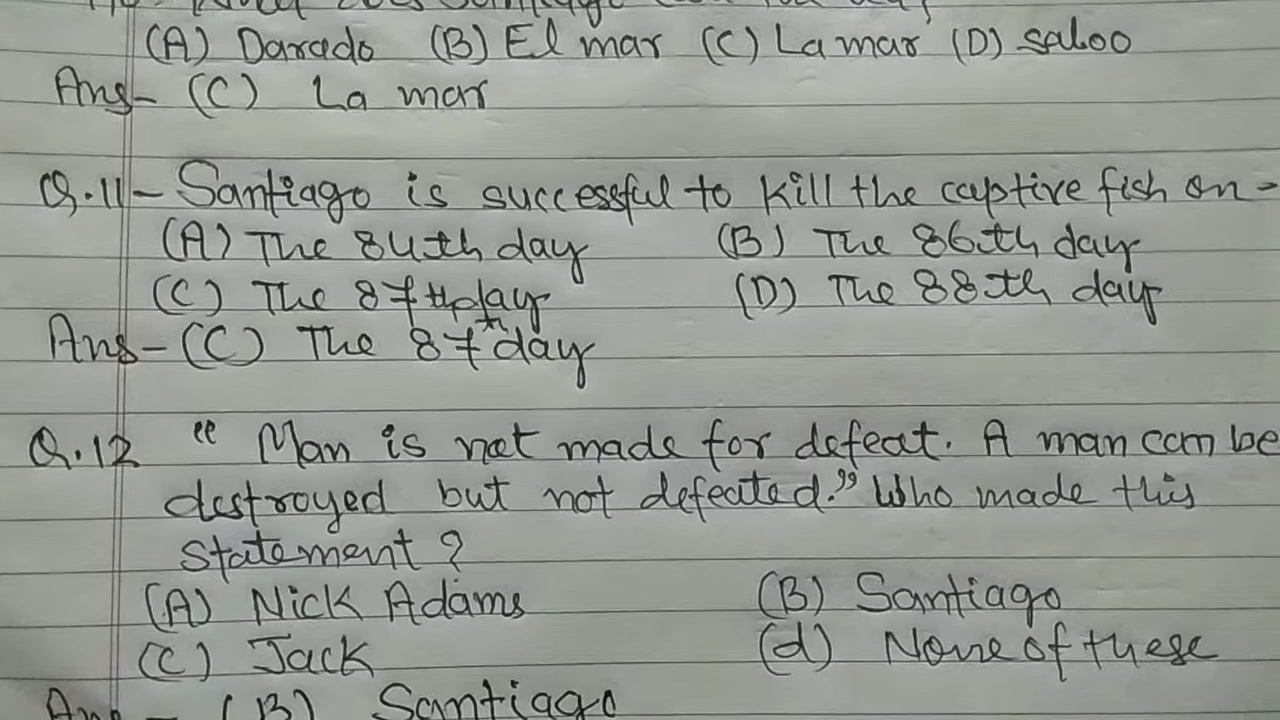 (A) Darado (B) El mar (C) La mar (D) saloo
Ans- (C) La mar
Q.11- Santiago is successful to kill the captive fish on-
(A) The 84th day (B) The 86th day
(C) The 87th day (D) The 88th day
Ans- (C) The 87th day
Q.12 "Man is not made for defeat. A man can be
destroyed but not defeated." Who made this
statement?
(A) Nick Adams (B) Santiago
(C) Jack (d) None of these
Ans - (B) Santiago